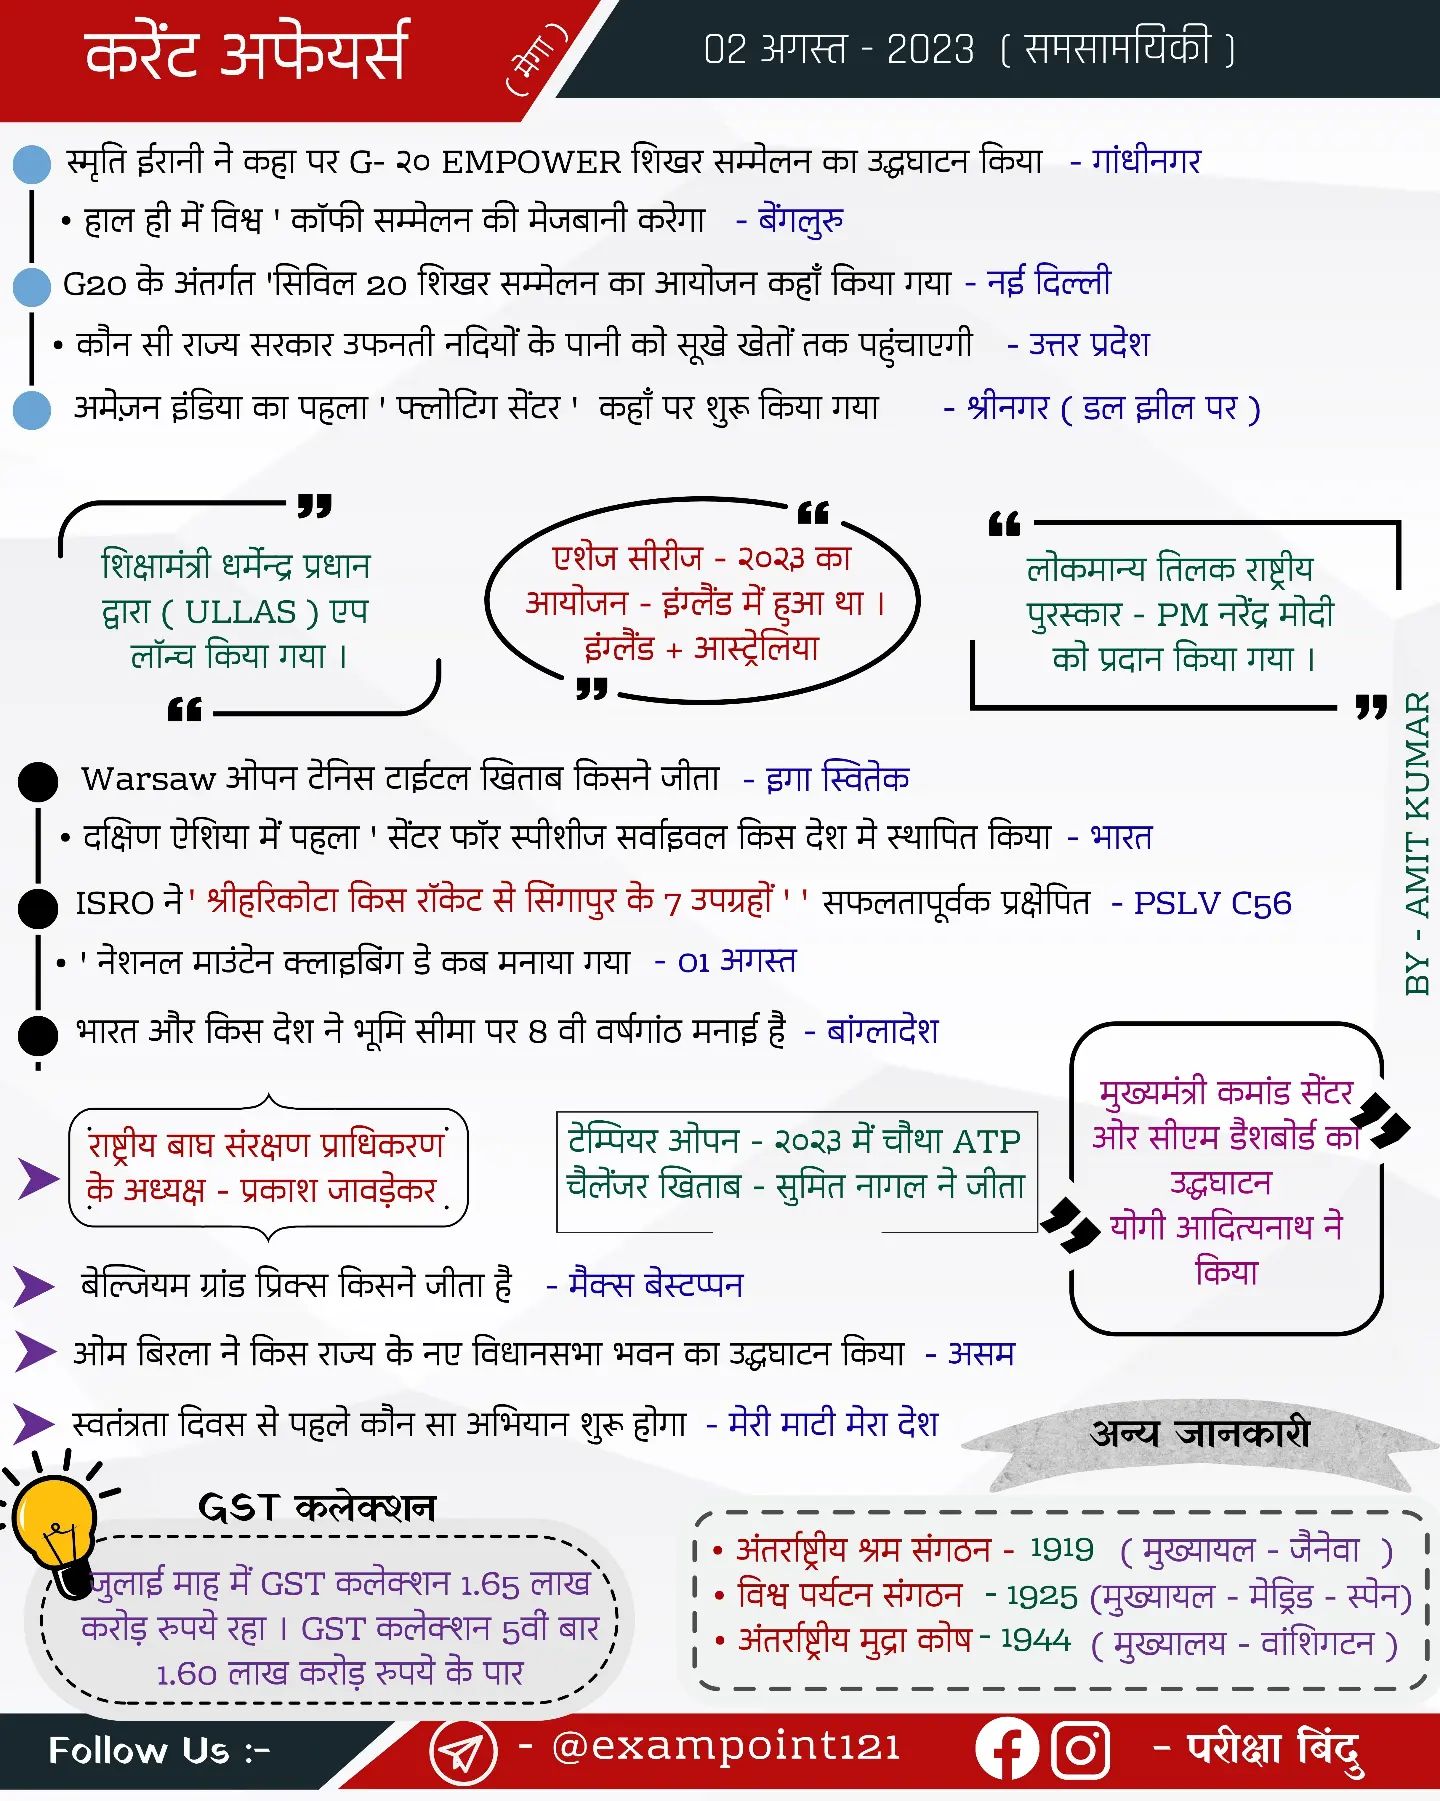 करेंट अफेयर्स
( मेगा )
02 अगस्त - 2023 ( समसामयिकी )
स्मृति ईरानी ने कहा पर G- २० EMPOWER शिखर सम्मेलन का उद्धघाटन किया - गांधीनगर
• हाल ही में विश्व ' कॉफी सम्मेलन की मेजबानी करेगा - बेंगलुरु
G20 के अंतर्गत 'सिविल 20 शिखर सम्मेलन का आयोजन कहाँ किया गया - नई दिल्ली
• कौन सी राज्य सरकार उफनती नदियों के पानी को सूखे खेतों तक पहुंचाएगी - उत्तर प्रदेश
अमेज़न इंडिया का पहला ' फ्लोटिंग सेंटर ' कहाँ पर शुरू किया गया - श्रीनगर ( डल झील पर )
शिक्षामंत्री धर्मेन्द्र प्रधान
द्वारा ( ULLAS ) एप
लॉन्च किया गया ।
एशेज सीरीज - २०२३ का
आयोजन - इंग्लैंड में हुआ था ।
इंग्लैंड + आस्ट्रेलिया
लोकमान्य तिलक राष्ट्रीय
पुरस्कार - PM नरेंद्र मोदी
को प्रदान किया गया ।
BY - AMIT KUMAR
Warsaw ओपन टेनिस टाईटल खिताब किसने जीता - इगा स्वितेक
• दक्षिण ऐशिया में पहला ' सेंटर फॉर स्पीशीज सर्वाइवल किस देश मे स्थापित किया - भारत
ISRO ने ' श्रीहरिकोटा किस रॉकेट से सिंगापुर के 7 उपग्रहों ' ' सफलतापूर्वक प्रक्षेपित - PSLV C56
• ' नेशनल माउंटेन क्लाइबिंग डे कब मनाया गया - 01 अगस्त
भारत और किस देश ने भूमि सीमा पर 8 वी वर्षगांठ मनाई है - बांग्लादेश
राष्ट्रीय बाघ संरक्षण प्राधिकरण
के अध्यक्ष - प्रकाश जावड़ेकर
टेम्पियर ओपन - २०२३ में चौथा ATP
चैलेंजर खिताब - सुमित नागल ने जीता
मुख्यमंत्री कमांड सेंटर
ओर सीएम डैशबोर्ड का
उद्धघाटन
योगी आदित्यनाथ ने
किया
बेल्जियम ग्रांड प्रिक्स किसने जीता है - मैक्स बेस्टप्पन
ओम बिरला ने किस राज्य के नए विधानसभा भवन का उद्धघाटन किया - असम
स्वतंत्रता दिवस से पहले कौन सा अभियान शुरू होगा - मेरी माटी मेरा देश
GST कलेक्शन
जुलाई माह में GST कलेक्शन 1.65 लाख
करोड़ रुपये रहा । GST कलेक्शन 5वीं बार
1.60 लाख करोड़ रुपये के पार
अन्य जानकारी
• अंतर्राष्ट्रीय श्रम संगठन - 1919 ( मुख्यायल - जैनेवा )
• विश्व पर्यटन संगठन - 1925 (मुख्यायल - मेड्रिड - स्पेन)
• अंतर्राष्ट्रीय मुद्रा कोष - 1944 ( मुख्यालय - वांशिगटन )
Follow Us :- - @exampoint121 - परीक्षा बिंदु